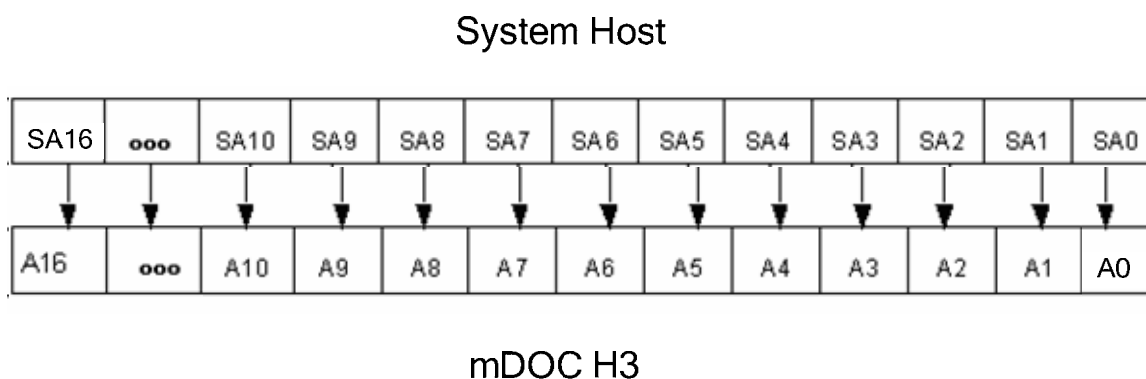 System Host
SA16 ooo SA10 SA9 SA8 SA7 SA6 SA5 SA4 SA3 SA2 SA1 SA0
A16 ooo A10 A9 A8 A7 A6 A5 A4 A3 A2 A1 A0
mDOC H3